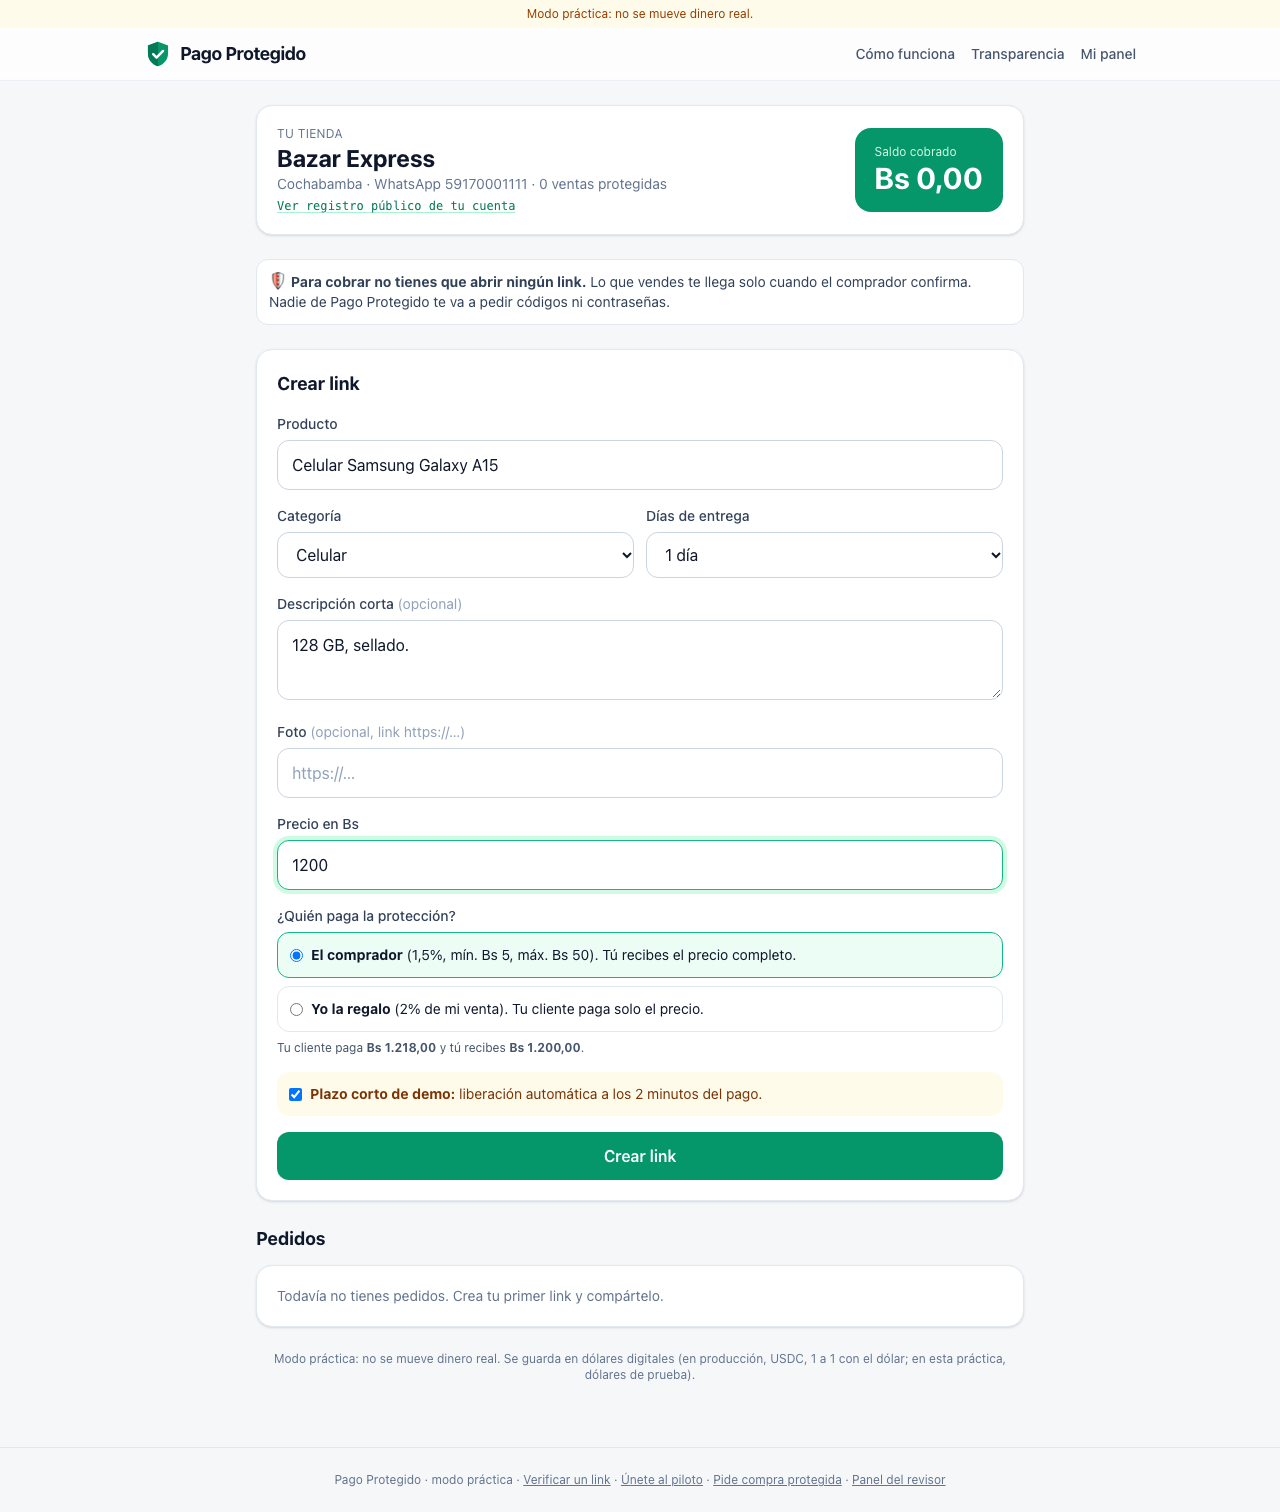 Modo práctica: no se mueve dinero real.
Pago Protegido
Cómo funciona
Transparencia
Mi panel
TU TIENDA
Bazar Express
Cochabamba · WhatsApp 59170001111 · 0 ventas protegidas
Ver registro público de tu cuenta
Saldo cobrado
Bs 0,00
Para cobrar no tienes que abrir ningún link. Lo que vendes te llega solo cuando el comprador confirma.
Nadie de Pago Protegido te va a pedir códigos ni contraseñas.
Crear link
Producto
Celular Samsung Galaxy A15
Categoría
Días de entrega
Celular
1 día
Descripción corta (opcional)
128 GB, sellado.
Foto (opcional, link https://...)
https://...
Precio en Bs
1200
¿Quién paga la protección?
El comprador (1,5%, mín. Bs 5, máx. Bs 50). Tú recibes el precio completo.
Yo la regalo (2% de mi venta). Tu cliente paga solo el precio.
Tu cliente paga Bs 1.218,00 y tú recibes Bs 1.200,00.
Plazo corto de demo: liberación automática a los 2 minutos del pago.
Crear link
Pedidos
Todavía no tienes pedidos. Crea tu primer link y compártelo.
Modo práctica: no se mueve dinero real. Se guarda en dólares digitales (en producción, USDC, 1 a 1 con el dólar; en esta práctica,
dólares de prueba).
Pago Protegido · modo práctica · Verificar un link · Únete al piloto · Pide compra protegida · Panel del revisor